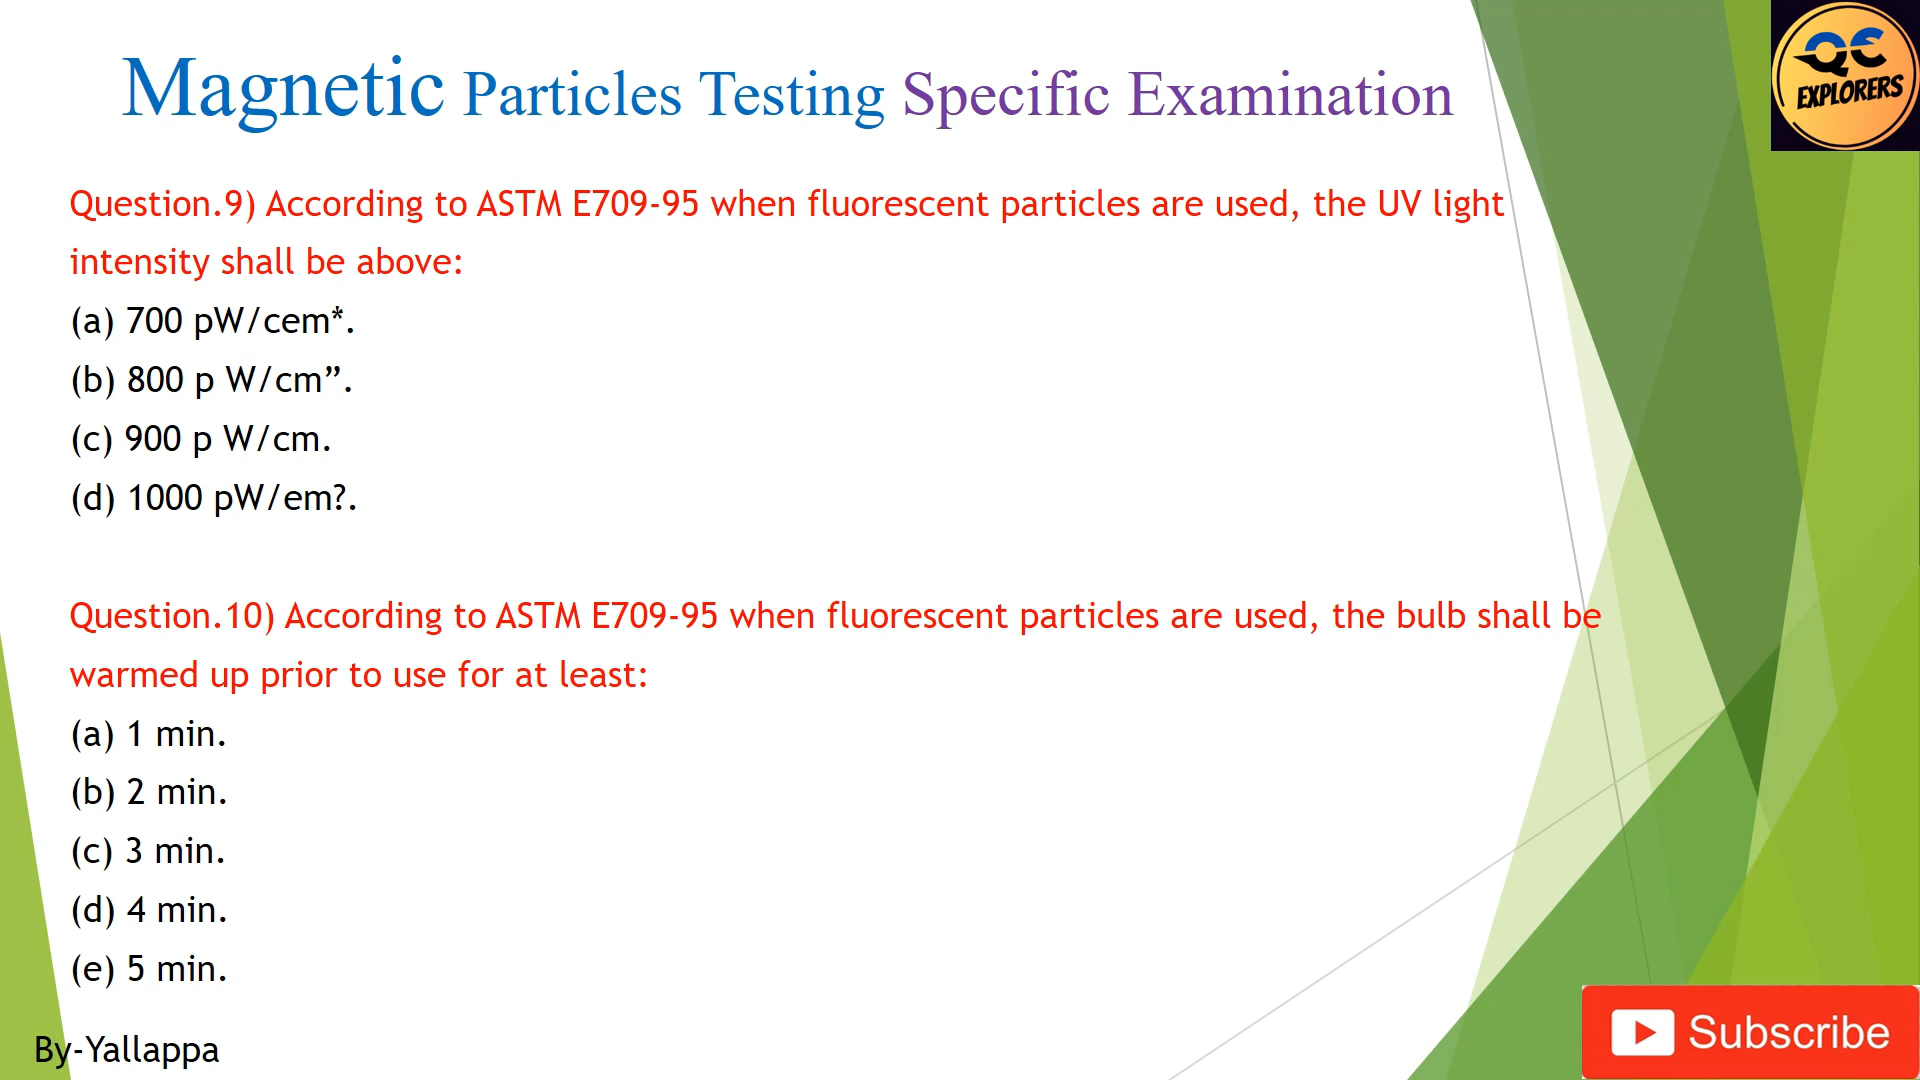 Magnetic Particles Testing Specific Examination
QC
EXPLORERS
Question.9) According to ASTM E709-95 when fluorescent particles are used, the UV light
intensity shall be above:
(a) 700 pW/cem*.
(b) 800 p W/cm”.
(c) 900 p W/cm.
(d) 1000 pW/em?.
Question.10) According to ASTM E709-95 when fluorescent particles are used, the bulb shall be
warmed up prior to use for at least:
(a) 1 min.
(b) 2 min.
(c) 3 min.
(d) 4 min.
(e) 5 min.
By-Yallappa
Subscribe